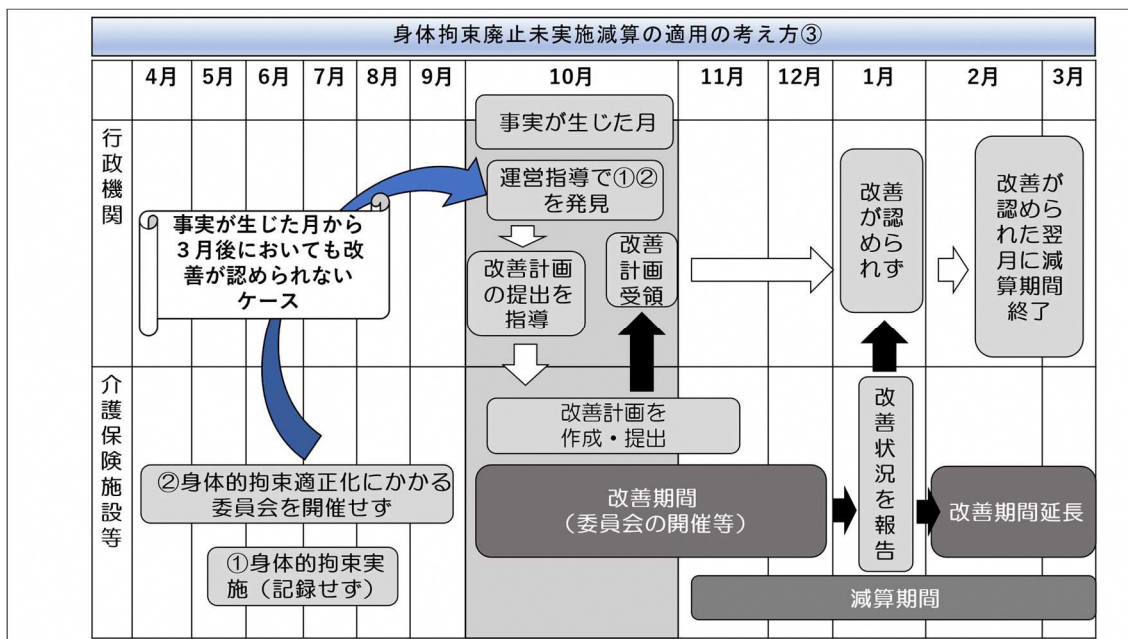 身体拘束廃止未実施減算の適用の考え方③
4月 5月 6月 7月 8月 9月 10月 11月 12月 1月 2月 3月
行政機関
事実が生じた月
運営指導で①②
を発見
事実が生じた月から
3月後においても改
善が認められない
ケース
改善計画
の提出を
指導
改善
計画
受領
改善
が認
めら
れず
改善が
認めら
れた翌
月に減
算期間
終了
介護保険施設等
改善計画を
作成・提出
②身体的拘束適正化にかかる
委員会を開催せず
①身体的拘束実
施（記録せず）
改善期間
（委員会の開催等）
改善状況を報告
改善期間延長
減算期間